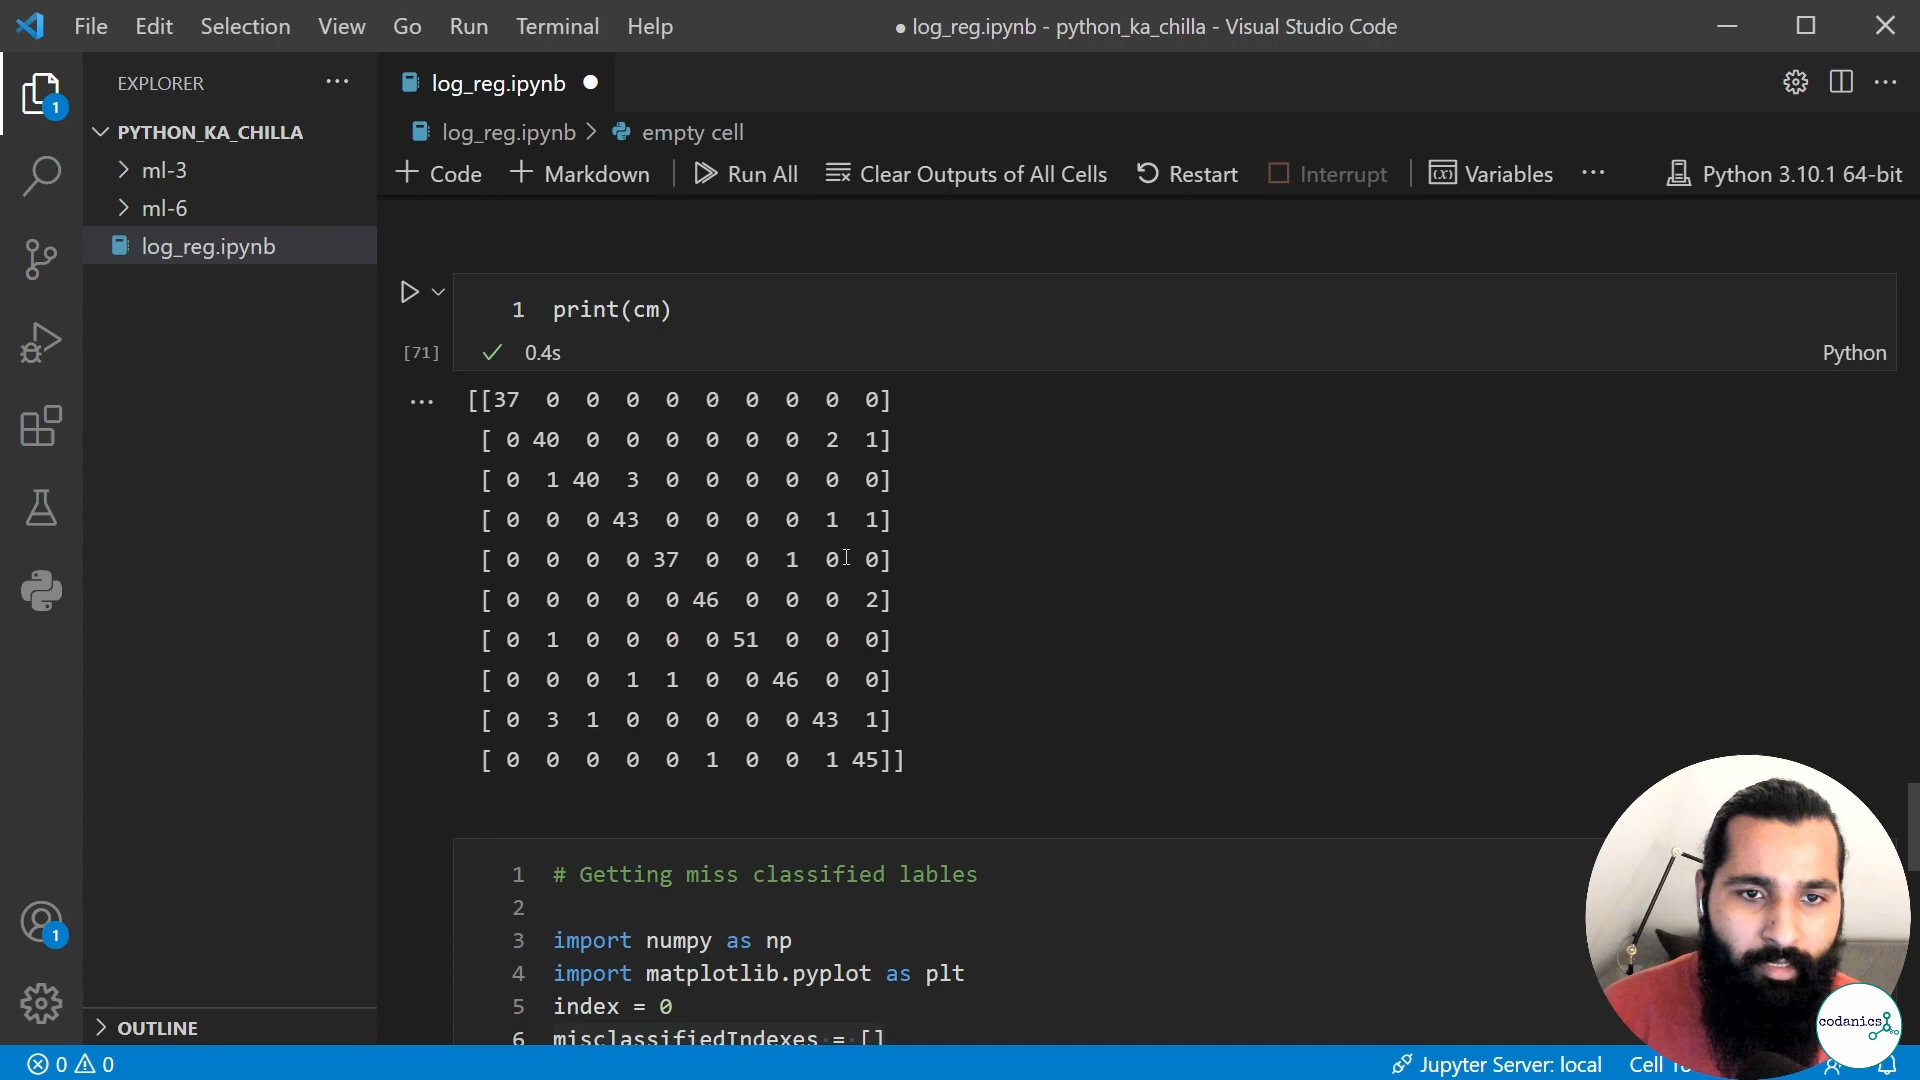 File Edit Selection View Go Run Terminal Help
● log_reg.ipynb - python_ka_chilla - Visual Studio Code
EXPLORER
PYTHON_KA_CHILLA
ml-3
ml-6
log_reg.ipynb
OUTLINE
1
1
log_reg.ipynb ●
log_reg.ipynb > empty cell
+ Code + Markdown Run All Clear Outputs of All Cells Restart Interrupt Variables ... Python 3.10.1 64-bit
1 print(cm)
[71] ✓ 0.4s Python
[[37 0 0 0 0 0 0 0 0 0]
[ 0 40 0 0 0 0 0 0 2 1]
[ 0 1 40 3 0 0 0 0 0 0]
[ 0 0 0 43 0 0 0 0 1 1]
[ 0 0 0 0 37 0 0 1 0 0]
[ 0 0 0 0 0 46 0 0 0 2]
[ 0 1 0 0 0 0 51 0 0 0]
[ 0 0 0 1 1 0 0 46 0 0]
[ 0 3 1 0 0 0 0 0 43 1]
[ 0 0 0 0 0 1 0 0 1 45]]
1 # Getting miss classified lables
2
3 import numpy as np
4 import matplotlib.pyplot as plt
5 index = 0
6 misclassifiedIndexes = []
codanics
0 0
Jupyter Server: local Cell